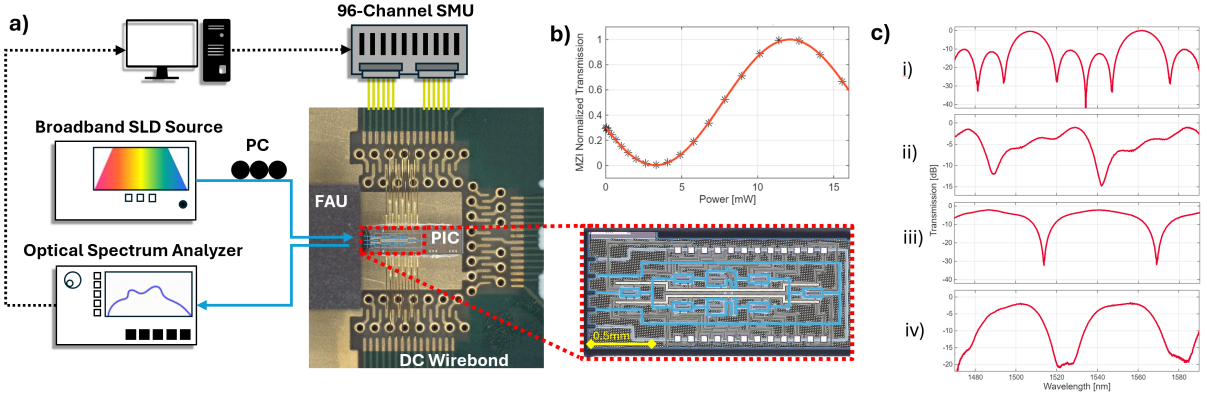 a)
96-Channel SMU
Broadband SLD Source
PC
FAU
PIC
Optical Spectrum Analyzer
DC Wirebond
0.5mm
b)
MZI Normalized Transmission
1
0.8
0.6
0.4
0.2
0
0
5
10
15
Power [mW]
c)
i)
0
-10
-20
-30
-40
ii)
0
-5
-10
-15
iii)
0
-10
-20
-30
-40
iv)
0
-5
-10
-15
-20
Transmission [dB]
1480
1500
1520
1540
1560
1580
Wavelength [nm]